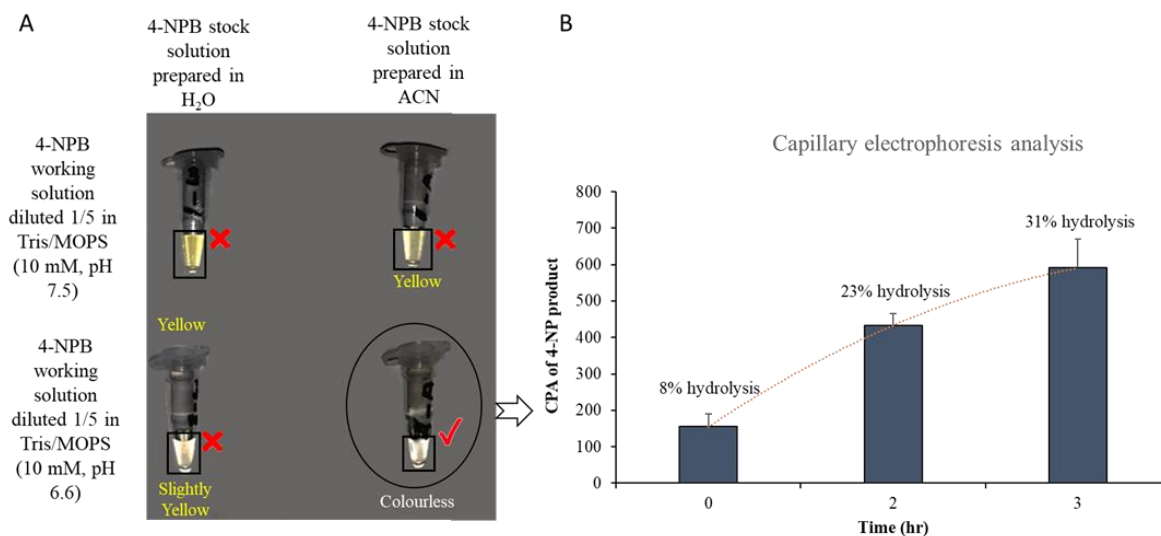 A
4-NPB stock
solution
prepared in
H₂O
4-NPB stock
solution
prepared in
ACN
4-NPB
working
solution
diluted 1/5 in
Tris/MOPS
(10 mM, pH
7.5)
Yellow
Yellow
4-NPB
working
solution
diluted 1/5 in
Tris/MOPS
(10 mM, pH
6.6)
Slightly
Yellow
Colourless
B
Capillary electrophoresis analysis
CPA of 4-NP product
800
700
600
500
400
300
200
100
0
8% hydrolysis
23% hydrolysis
31% hydrolysis
0
2
3
Time (hr)